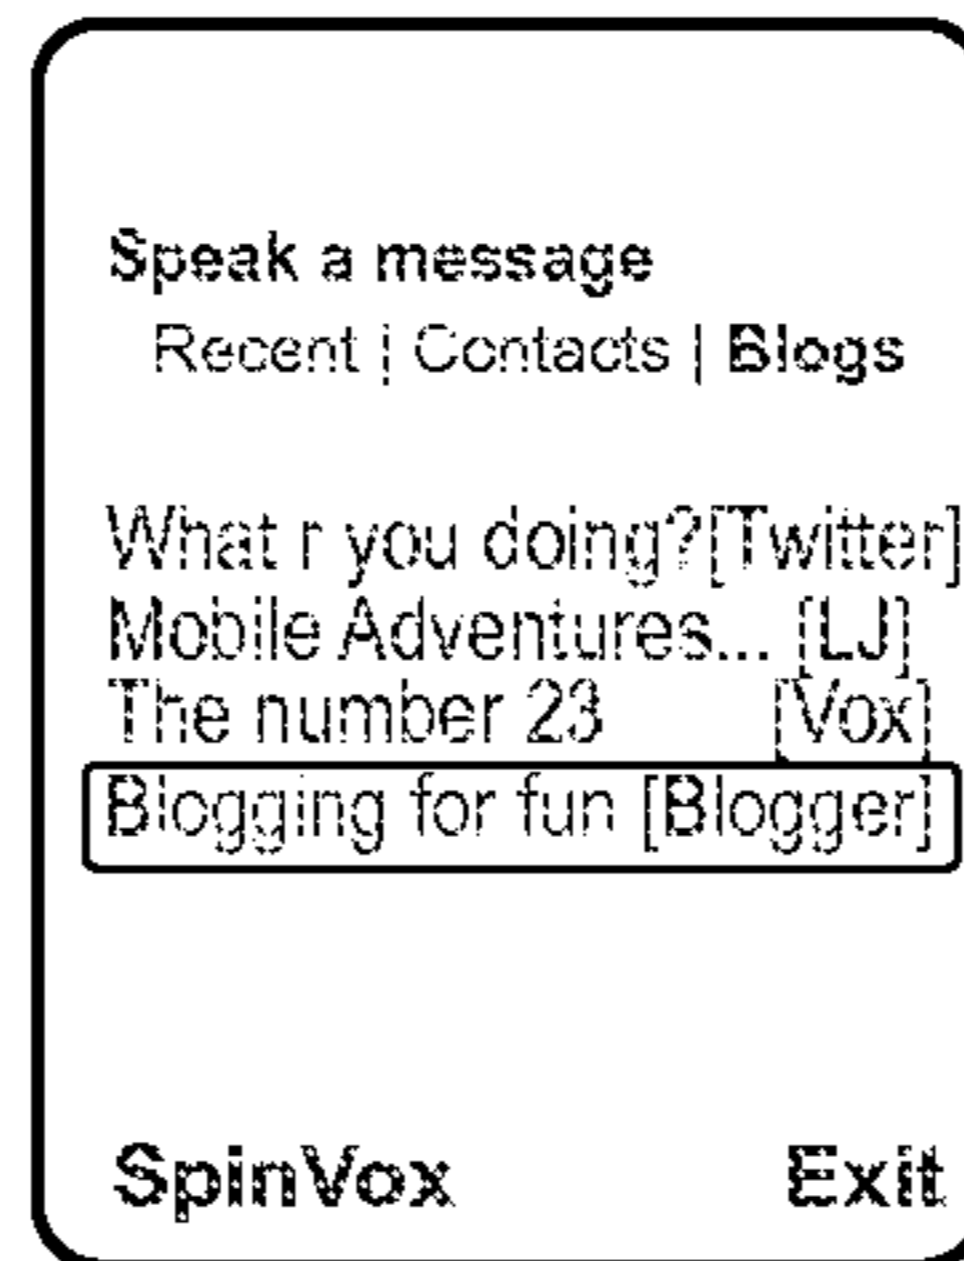 Speak a message
Recent | Contacts | Blogs
What r you doing?[Twitter]
Mobile Adventures... [LJ]
The number 23 [Vox]
Blogging for fun [Blogger]
SpinVox Exit